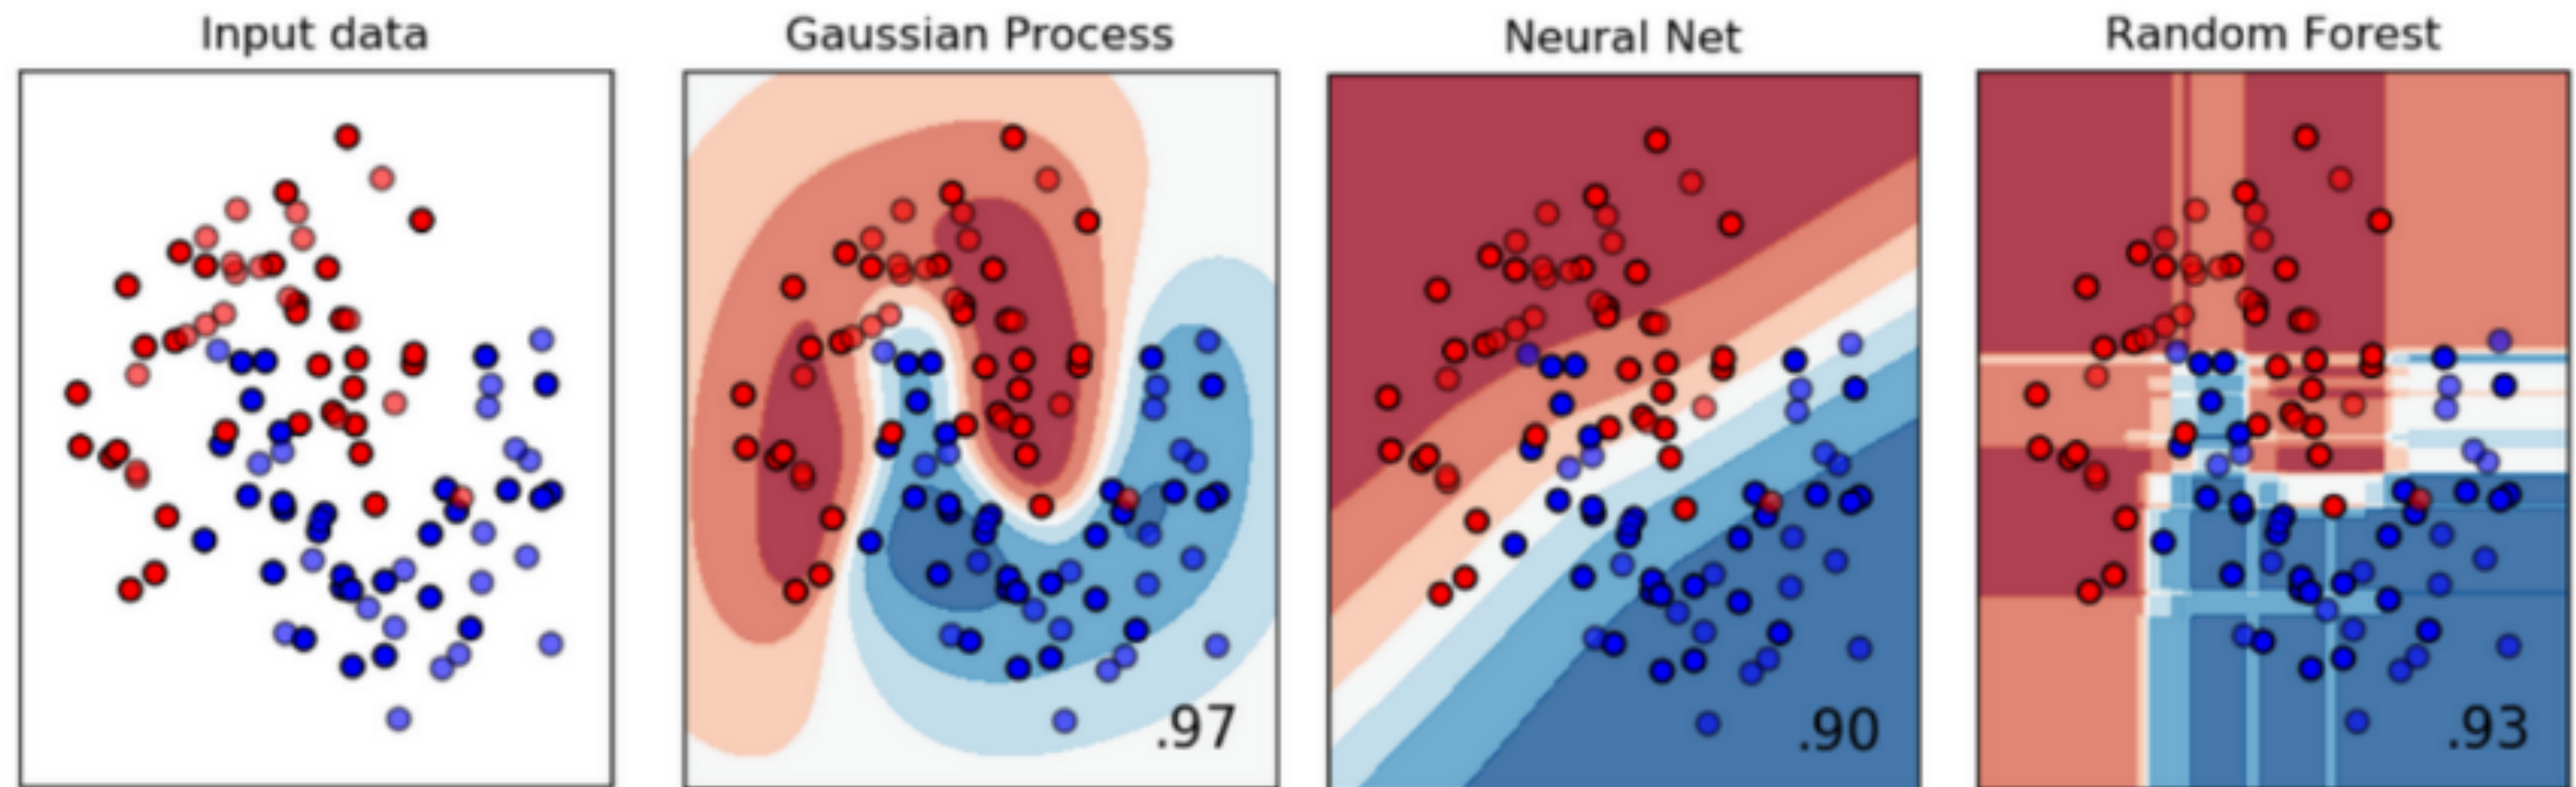 Input data
Gaussian Process
Neural Net
Random Forest
.97
.90
.93